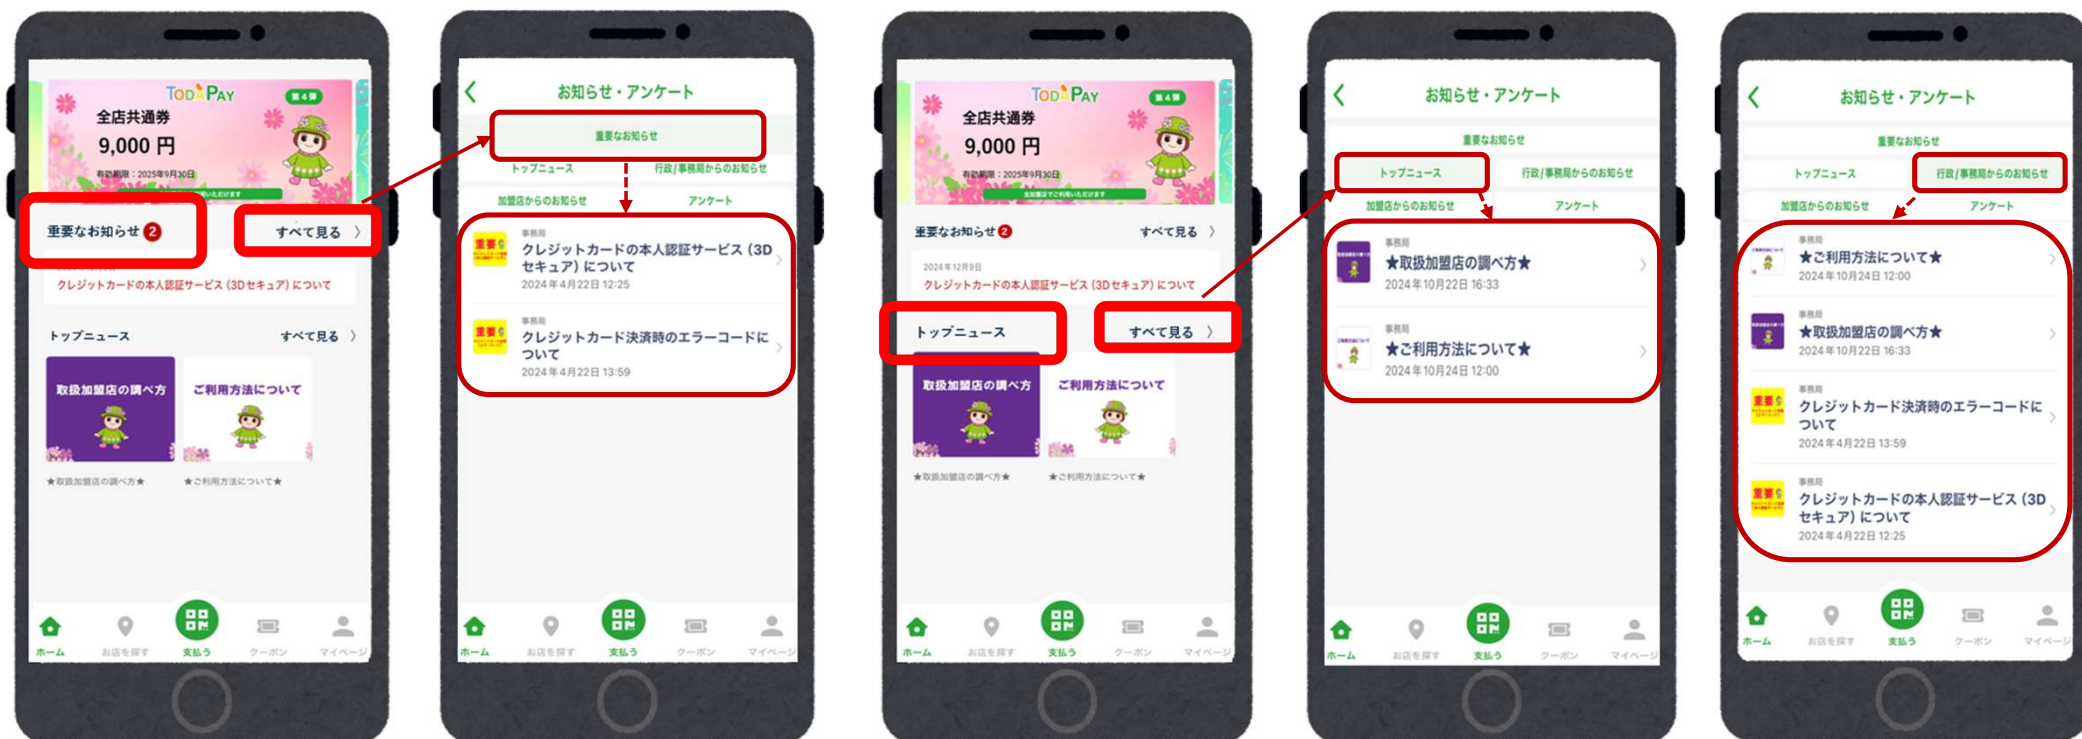 TODAPAY
第4弾
全店共通券
9,000 円
有効期限：2025年9月30日
重要なお知らせ 2
すべて見る 〉
クレジットカードの本人認証サービス（3Dセキュア）について
トップニュース
すべて見る 〉
取扱加盟店の調べ方
ご利用方法について
★取扱加盟店の調べ方★
★ご利用方法について★
ホーム
お店を探す
支払う
クーポン
マイページ
お知らせ・アンケート
重要なお知らせ
トップニュース
行政/事務局からのお知らせ
加盟店からのお知らせ
アンケート
重要
事務局
クレジットカードの本人認証サービス（3D
セキュア）について
2024年4月22日 12:25
重要
事務局
クレジットカード決済時のエラーコードに
ついて
2024年4月22日 13:59
ホーム
お店を探す
支払う
クーポン
マイページ
TODAPAY
第4弾
全店共通券
9,000 円
有効期限：2025年9月30日
全加盟店でご利用いただけます
重要なお知らせ 2
すべて見る 〉
2024年12月9日
クレジットカードの本人認証サービス（3Dセキュア）について
トップニュース
すべて見る 〉
取扱加盟店の調べ方
ご利用方法について
★取扱加盟店の調べ方★
★ご利用方法について★
ホーム
お店を探す
支払う
クーポン
マイページ
お知らせ・アンケート
重要なお知らせ
トップニュース
行政/事務局からのお知らせ
加盟店からのお知らせ
アンケート
事務局
★取扱加盟店の調べ方★
2024年10月22日 16:33
事務局
★ご利用方法について★
2024年10月24日 12:00
ホーム
お店を探す
支払う
クーポン
マイページ
お知らせ・アンケート
重要なお知らせ
トップニュース
行政/事務局からのお知らせ
加盟店からのお知らせ
アンケート
事務局
★ご利用方法について★
2024年10月24日 12:00
事務局
★取扱加盟店の調べ方★
2024年10月22日 16:33
重要
事務局
クレジットカード決済時のエラーコードに
ついて
2024年4月22日 13:59
重要
事務局
クレジットカードの本人認証サービス（3D
セキュア）について
2024年4月22日 12:25
ホーム
お店を探す
支払う
クーポン
マイページ